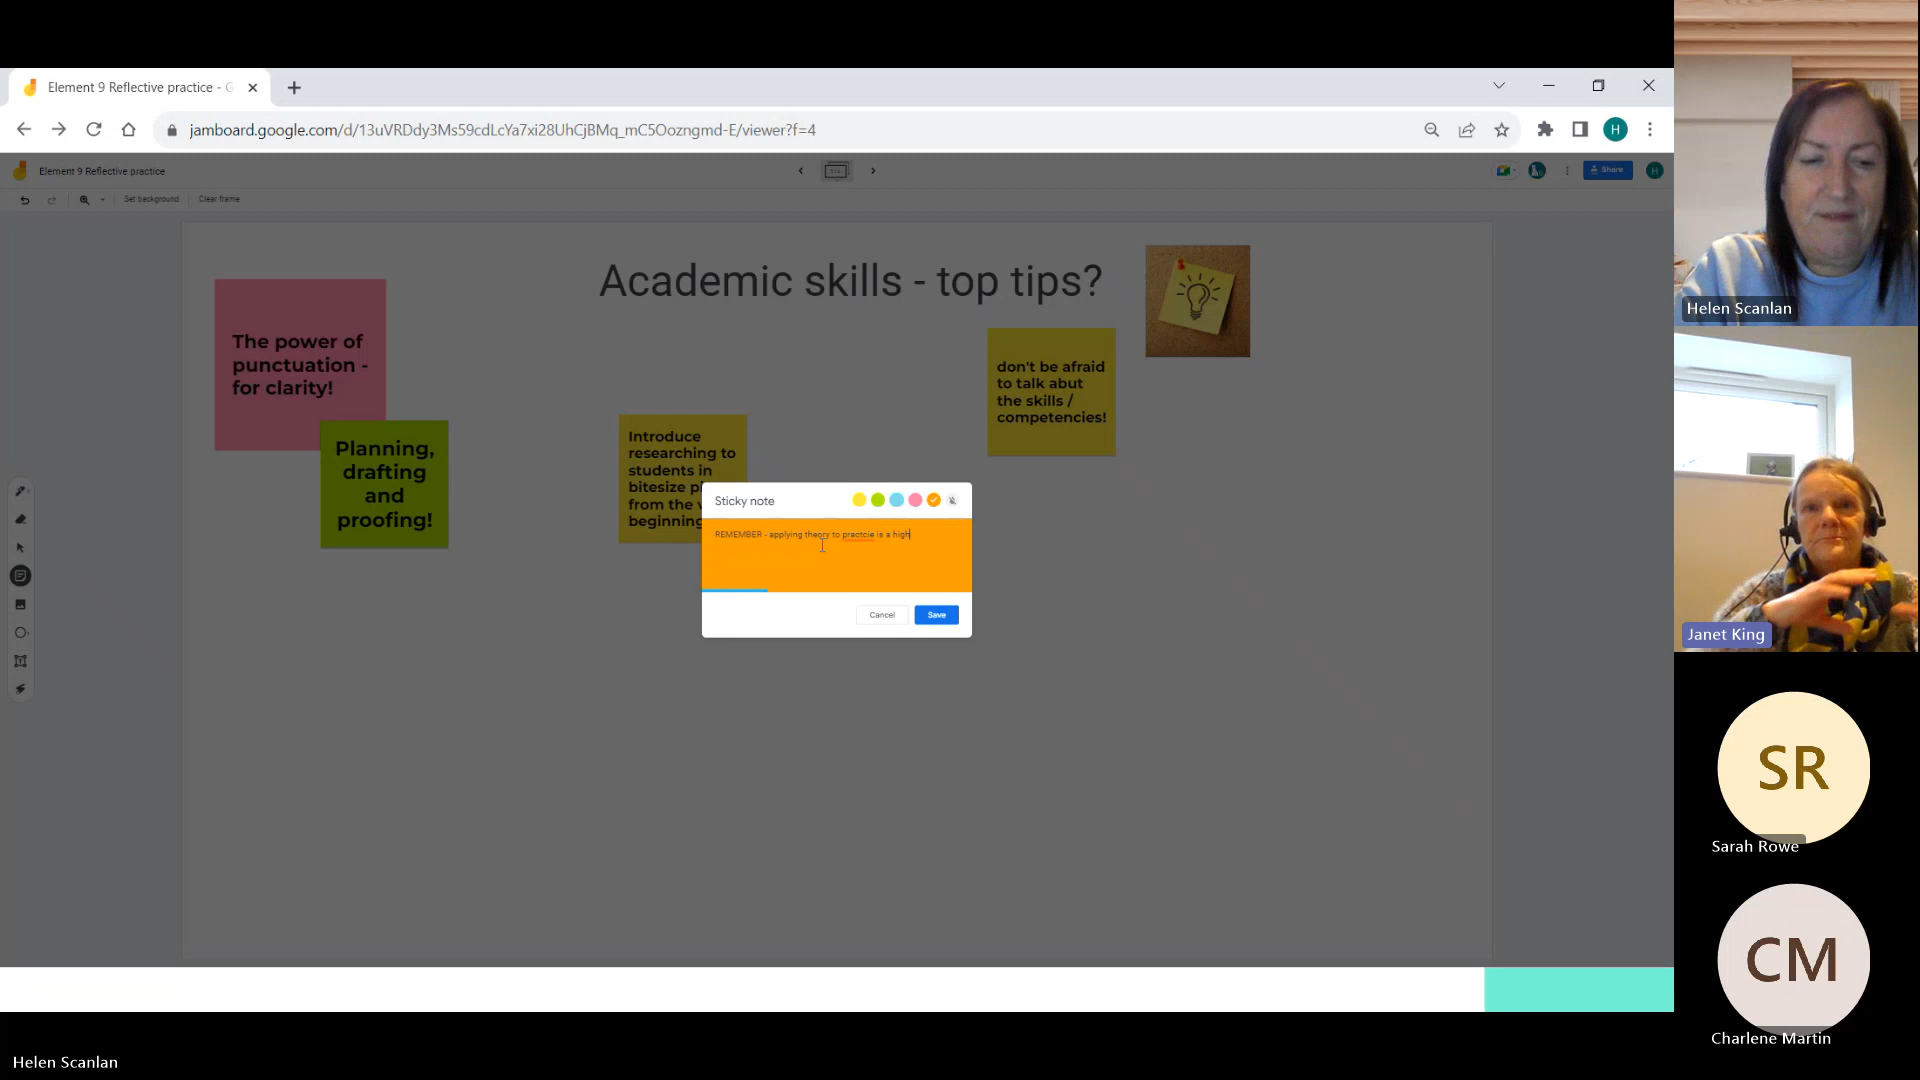 Element 9 Reflective practice - G
jamboard.google.com/d/13uVRDdy3Ms59cdLcYa7xi28UhCjBMq_mC5Oozngmd-E/viewer?f=4
H
Element 9 Reflective practice
Share
H
Set background
Clear frame
Academic skills - top tips?
The power of
punctuation -
for clarity!
Planning,
drafting
and
proofing!
Introduce
researching to
students in
bitesize
from the
beginning
don't be afraid
to talk abut
the skills /
competencies!
Sticky note
REMEMBER - applying theory to practcie is a high
Cancel
Save
Helen Scanlan
Janet King
SR
Sarah Rowe
CM
Charlene Martin
Helen Scanlan